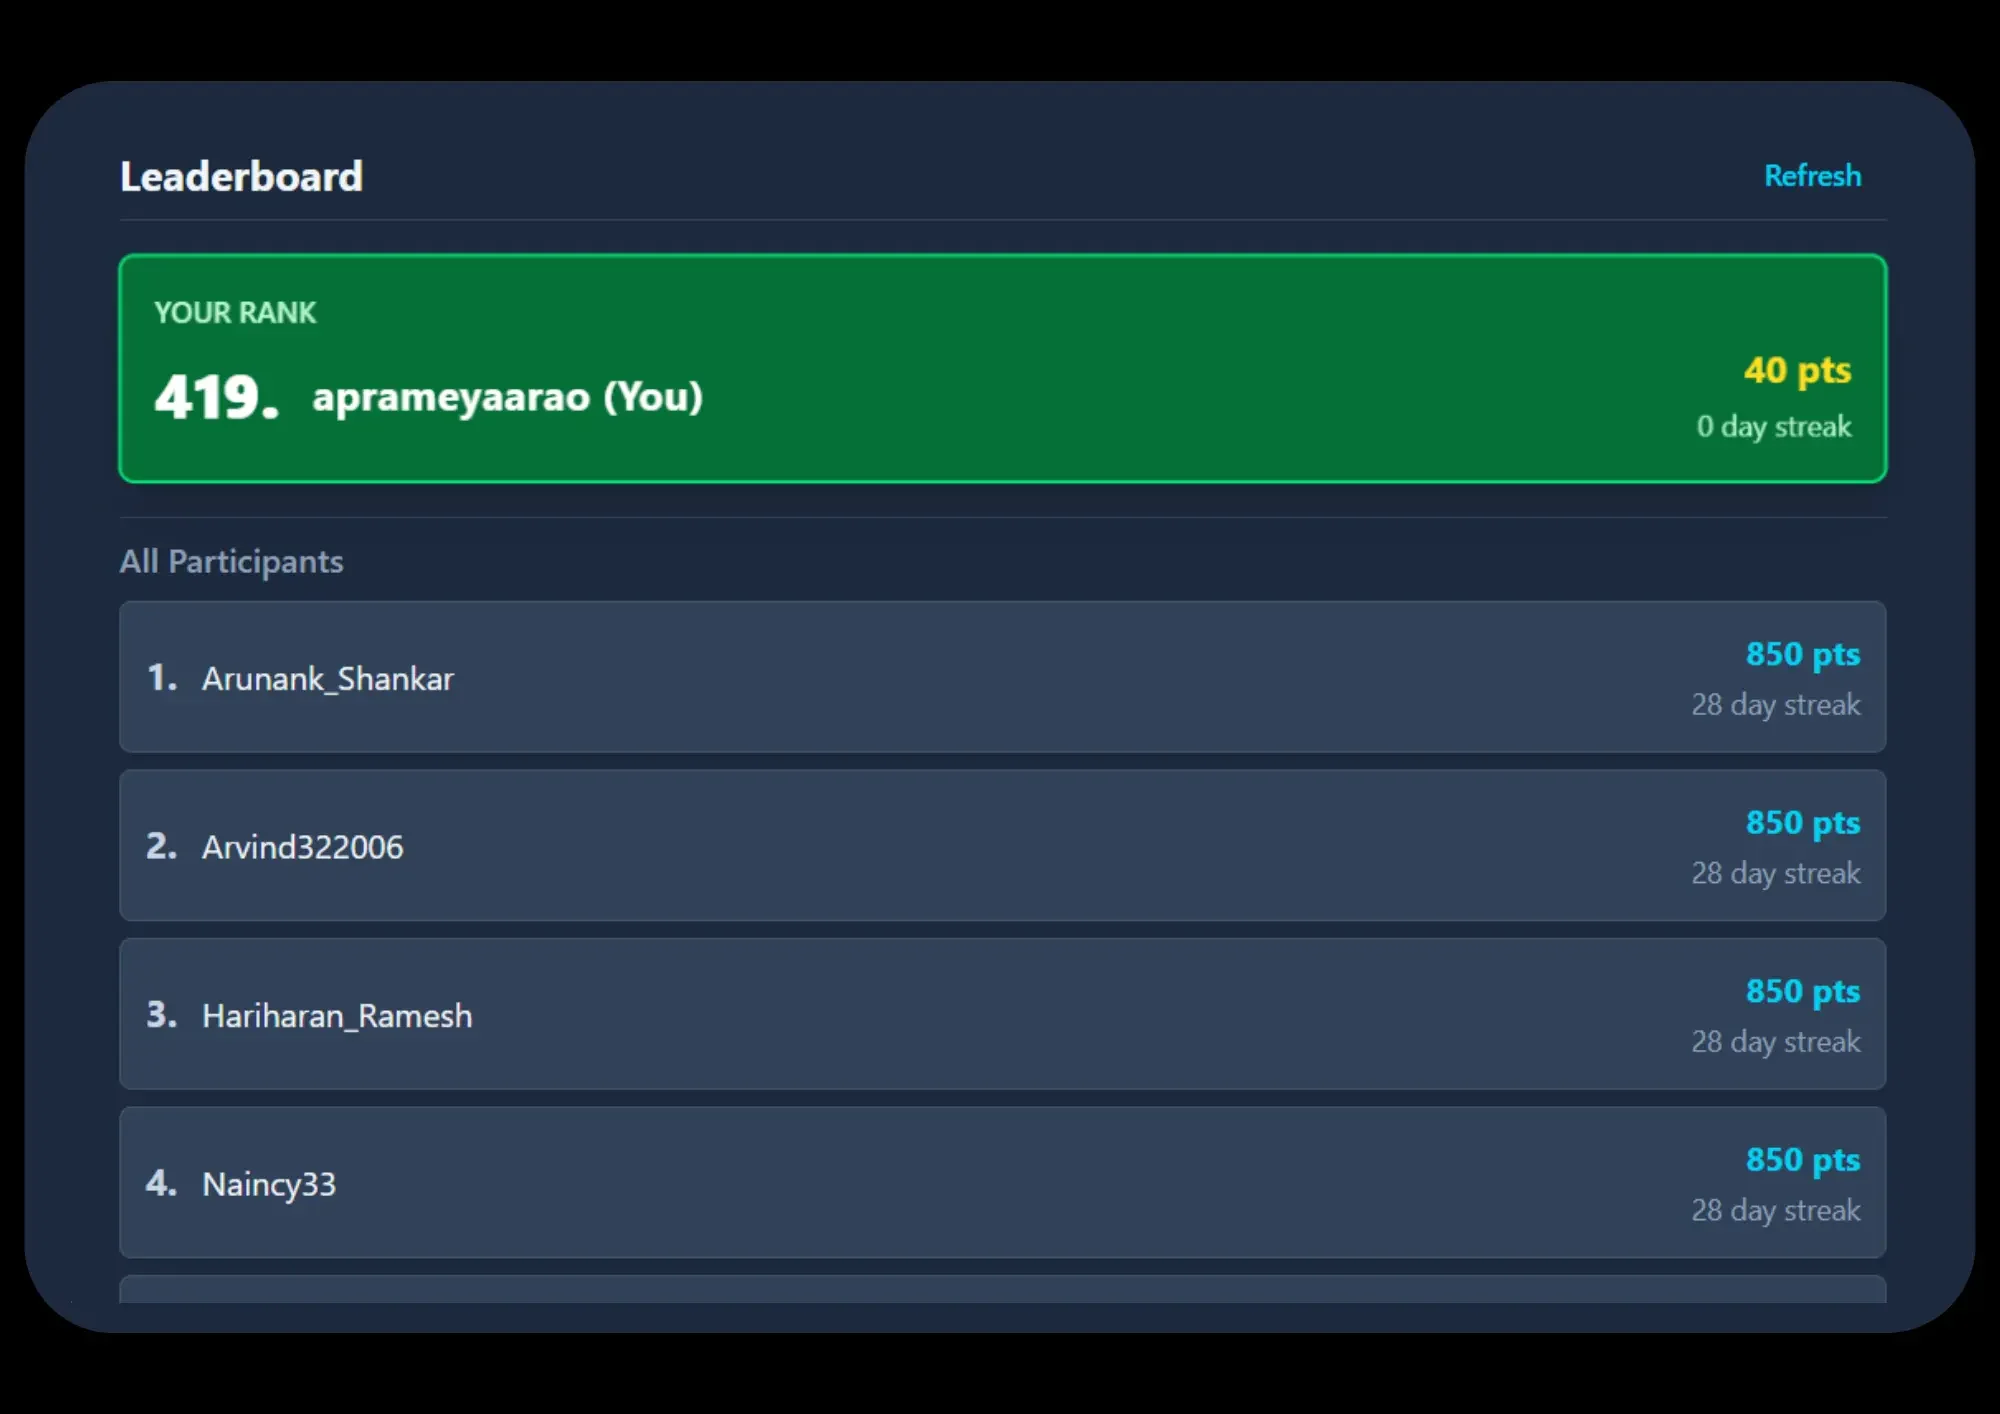 Leaderboard
Refresh
YOUR RANK
419. aprameyaarao (You)
40 pts
0 day streak
All Participants
1. Arunank_Shankar
850 pts
28 day streak
2. Arvind322006
850 pts
28 day streak
3. Hariharan_Ramesh
850 pts
28 day streak
4. Naincy33
850 pts
28 day streak